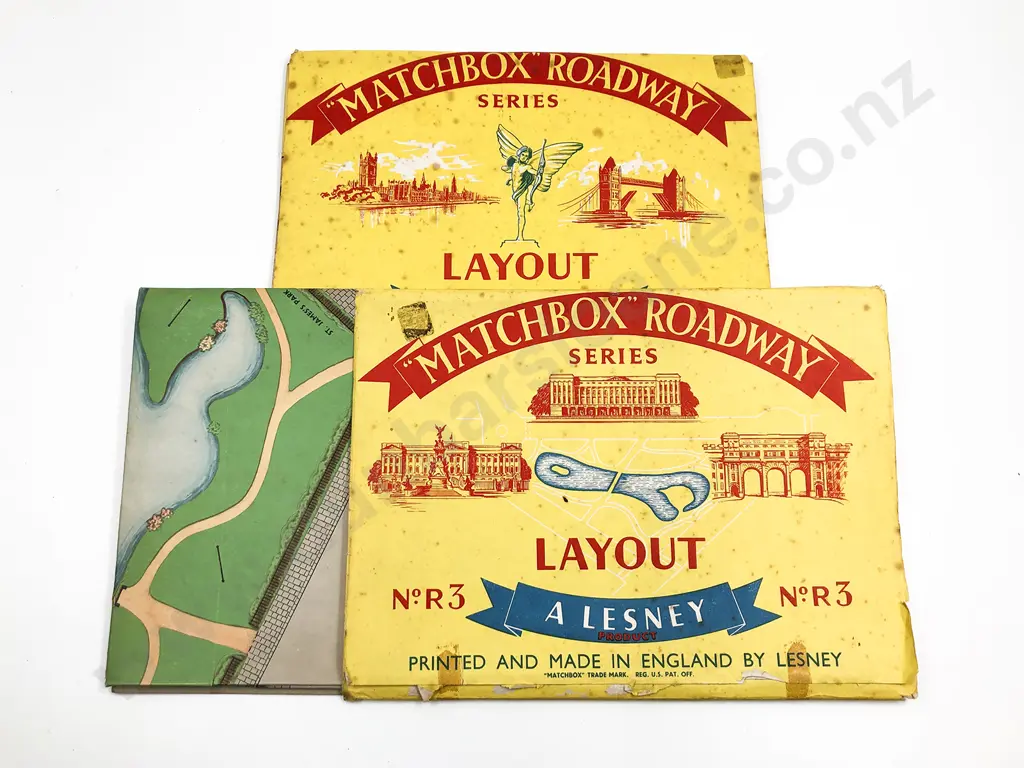 "MATCHBOX" ROADWAY
SERIES
LAYOUT
ST. JAMES'S PARK
"MATCHBOX" ROADWAY
SERIES
LAYOUT
Nº R3
A LESNEY
PRODUCT
Nº R3
PRINTED AND MADE IN ENGLAND BY LESNEY
"MATCHBOX" TRADE MARK. REG. U.S. PAT. OFF.